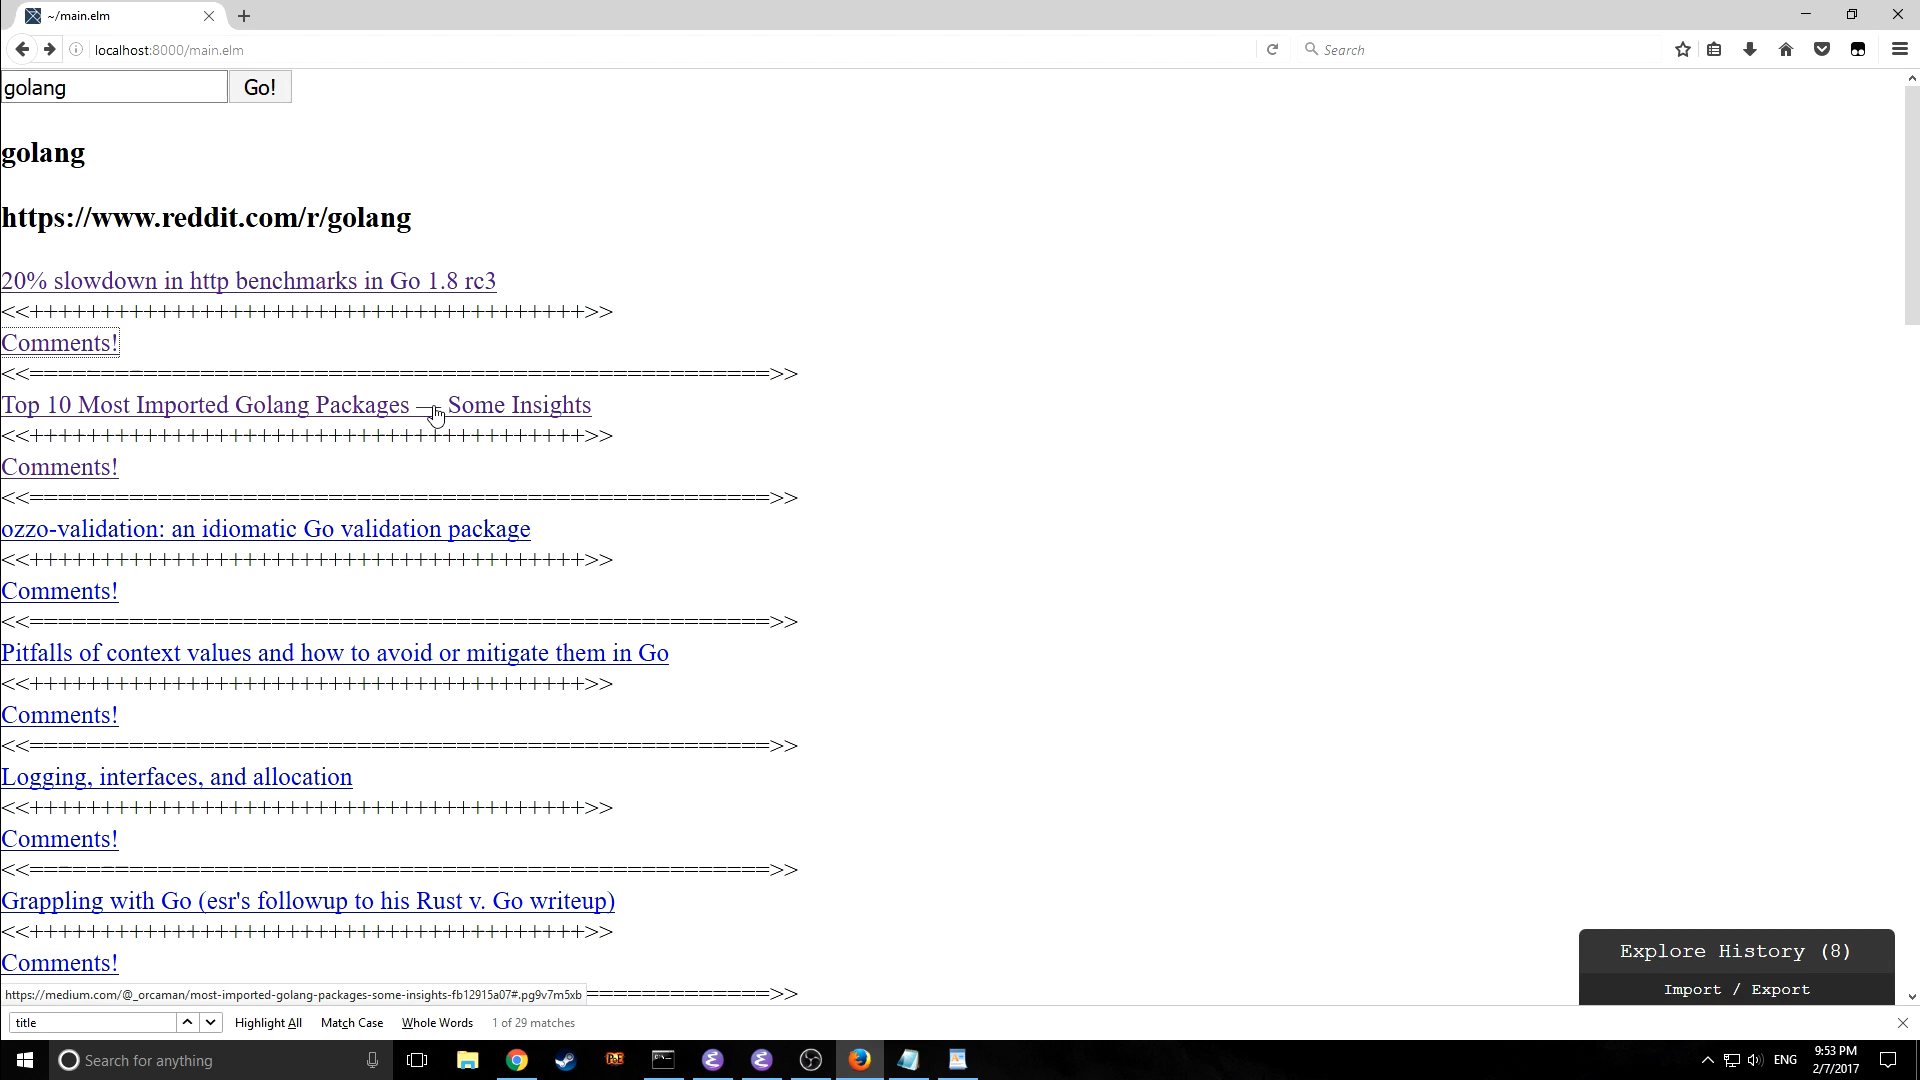 ~/main.elm
localhost:8000/main.elm
Search
golang Go!
golang
https://www.reddit.com/r/golang
20% slowdown in http benchmarks in Go 1.8 rc3
<<+++++++++++++++++++++++++++++++++++++++>>
Comments!
<<====================================================>>
Top 10 Most Imported Golang Packages — Some Insights
<<+++++++++++++++++++++++++++++++++++++++>>
Comments!
<<====================================================>>
ozzo-validation: an idiomatic Go validation package
<<+++++++++++++++++++++++++++++++++++++++>>
Comments!
<<====================================================>>
Pitfalls of context values and how to avoid or mitigate them in Go
<<+++++++++++++++++++++++++++++++++++++++>>
Comments!
<<====================================================>>
Logging, interfaces, and allocation
<<+++++++++++++++++++++++++++++++++++++++>>
Comments!
<<====================================================>>
Grappling with Go (esr's followup to his Rust v. Go writeup)
<<+++++++++++++++++++++++++++++++++++++++>>
Comments!
Explore History (8)
Import / Export
https://medium.com/@_orcaman/most-imported-golang-packages-some-insights-fb12915a07#.pg9v7m5xb =============>>
title Highlight All Match Case Whole Words 1 of 29 matches
Search for anything
ENG
9:53 PM
2/7/2017